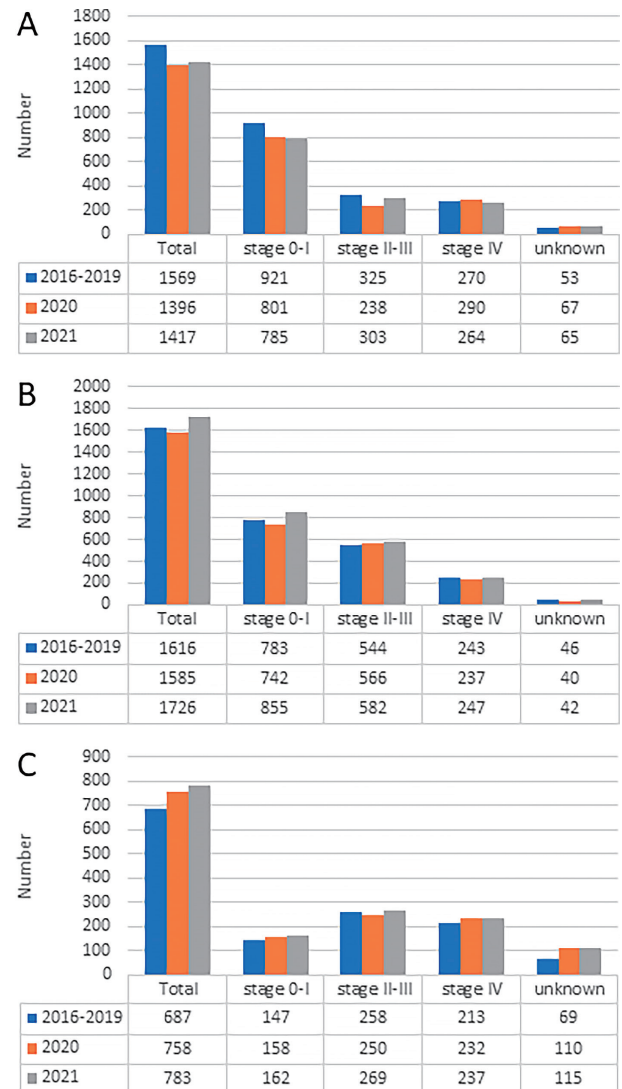 A
1800
1600
1400
1200
1000
800
600
400
200
0
Number
Total stage 0-I stage II-III stage IV unknown
2016-2019 1569 921 325 270 53
2020 1396 801 238 290 67
2021 1417 785 303 264 65
B
2000
1800
1600
1400
1200
1000
800
600
400
200
0
Number
Total stage 0-I stage II-III stage IV unknown
2016-2019 1616 783 544 243 46
2020 1585 742 566 237 40
2021 1726 855 582 247 42
C
900
800
700
600
500
400
300
200
100
0
Number
Total stage 0-I stage II-III stage IV unknown
2016-2019 687 147 258 213 69
2020 758 158 250 232 110
2021 783 162 269 237 115